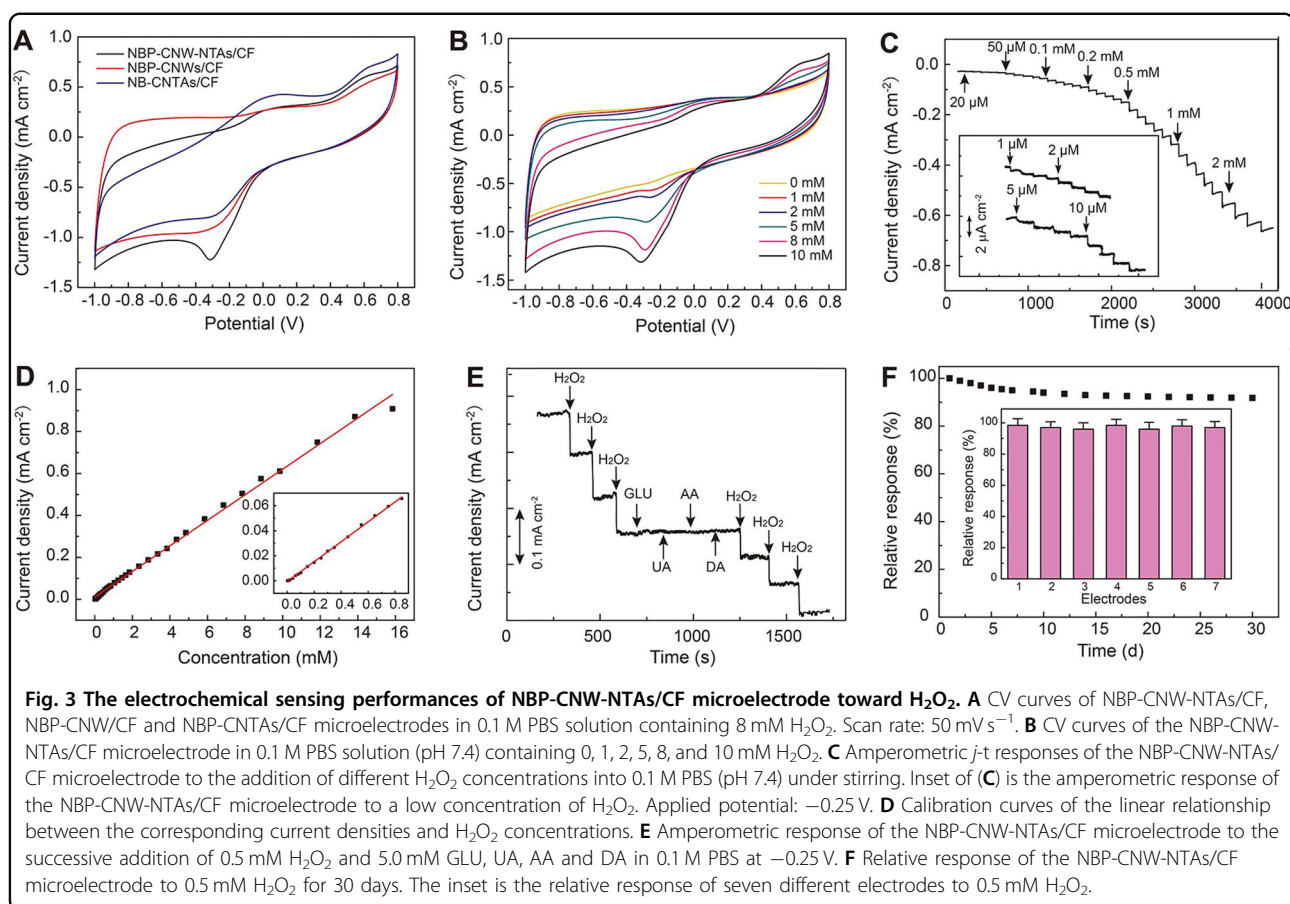 A
NBP-CNW-NTAs/CF
NBP-CNWs/CF
NB-CNTAs/CF
Current density (mA cm⁻²)
1.0
0.5
0.0
-0.5
-1.0
1.5
-1.0 -0.8 -0.6 -0.4 -0.2 0.0 0.2 0.4 0.6 0.8
Potential (V)
B
Current density (mA cm⁻²)
1.0
0.5
0.0
-0.5
-1.0
1.5
0 mM
1 mM
2 mM
5 mM
8 mM
10 mM
-1.0 -0.8 -0.6 -0.4 -0.2 0.0 0.2 0.4 0.6 0.8
Potential (V)
C
Current density (mA cm⁻²)
0.0
-0.2
-0.4
-0.6
-0.8
20 µM
50 µM
0.1 mM
0.2 mM
0.5 mM
1 mM
2 mM
1 µM
2 µM
5 µM
10 µM
2 µA cm⁻²
0 1000 2000 3000 4000
Time (s)
D
Current density (mA cm⁻²)
1.0
0.8
0.6
0.4
0.2
0.0
0.06
0.04
0.02
0.00
0.0 0.2 0.4 0.6 0.8
0 2 4 6 8 10 12 14 16
Concentration (mM)
E
Current density (mA cm⁻²)
0.1 mA cm⁻²
H₂O₂
H₂O₂
H₂O₂
GLU
UA
AA
DA
H₂O₂
H₂O₂
H₂O₂
0 500 1000 1500
Time (s)
F
Relative response (%)
100
80
60
40
20
0
Relative response (%)
100
80
60
40
20
0
1 2 3 4 5 6 7
Electrodes
0 5 10 15 20 25 30
Time (d)
Fig. 3 The electrochemical sensing performances of NBP-CNW-NTAs/CF microelectrode toward H₂O₂. A CV curves of NBP-CNW-NTAs/CF,
NBP-CNW/CF and NBP-CNTAs/CF microelectrodes in 0.1 M PBS solution containing 8 mM H₂O₂. Scan rate: 50 mV s⁻¹. B CV curves of the NBP-CNW-
NTAs/CF microelectrode in 0.1 M PBS solution (pH 7.4) containing 0, 1, 2, 5, 8, and 10 mM H₂O₂. C Amperometric j-t responses of the NBP-CNW-NTAs/
CF microelectrode to the addition of different H₂O₂ concentrations into 0.1 M PBS (pH 7.4) under stirring. Inset of (C) is the amperometric response of
the NBP-CNW-NTAs/CF microelectrode to a low concentration of H₂O₂. Applied potential: −0.25 V. D Calibration curves of the linear relationship
between the corresponding current densities and H₂O₂ concentrations. E Amperometric response of the NBP-CNW-NTAs/CF microelectrode to the
successive addition of 0.5 mM H₂O₂ and 5.0 mM GLU, UA, AA and DA in 0.1 M PBS at −0.25 V. F Relative response of the NBP-CNW-NTAs/CF
microelectrode to 0.5 mM H₂O₂ for 30 days. The inset is the relative response of seven different electrodes to 0.5 mM H₂O₂.